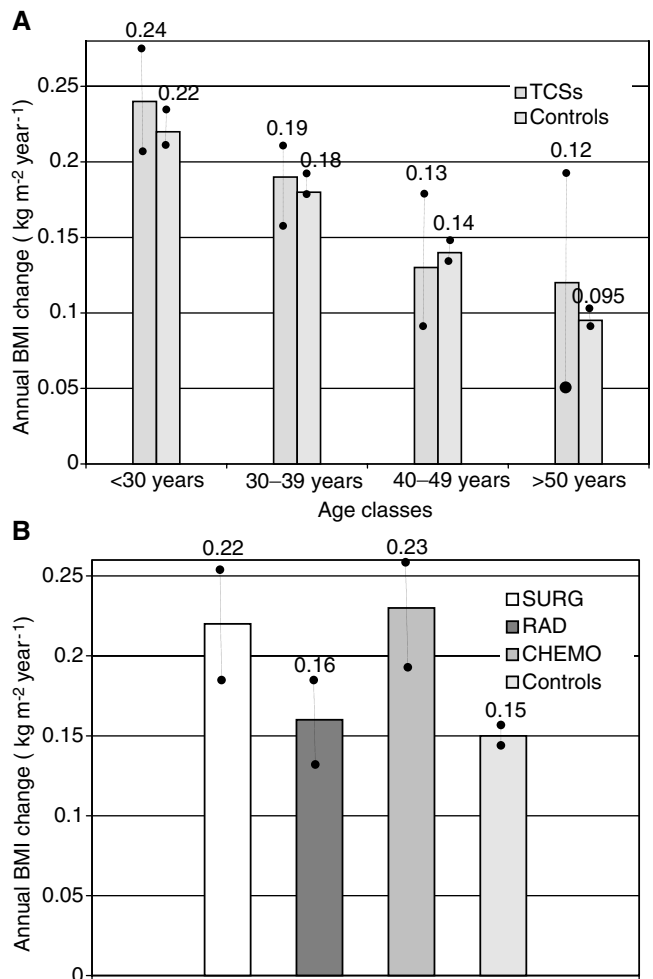 A
Annual BMI change ( kg m-2 year-1)
0.25
0.2
0.15
0.1
0.05
0
0.24
0.22
0.19
0.18
0.13
0.14
0.12
0.095
TCSs
Controls
<30 years
30–39 years
40–49 years
>50 years
Age classes
B
Annual BMI change ( kg m-2 year-1)
0.25
0.2
0.15
0.1
0.05
0
0.22
0.16
0.23
0.15
SURG
RAD
CHEMO
Controls